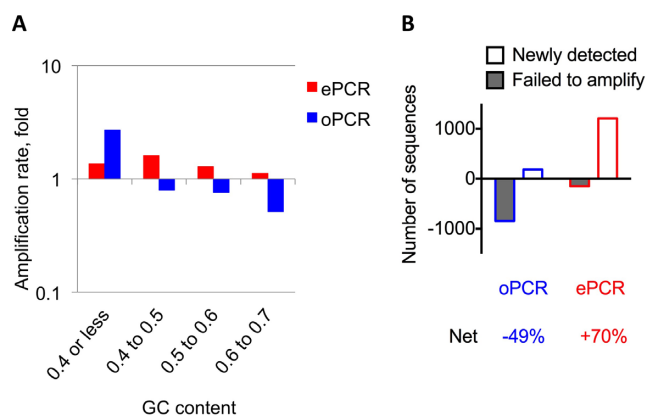 A
Amplification rate, fold
10
1
0.1
ePCR
oPCR
0.4 or less
0.4 to 0.5
0.5 to 0.6
0.6 to 0.7
GC content
B
Newly detected
Failed to amplify
Number of sequences
1000
0
-1000
oPCR ePCR
Net -49% +70%